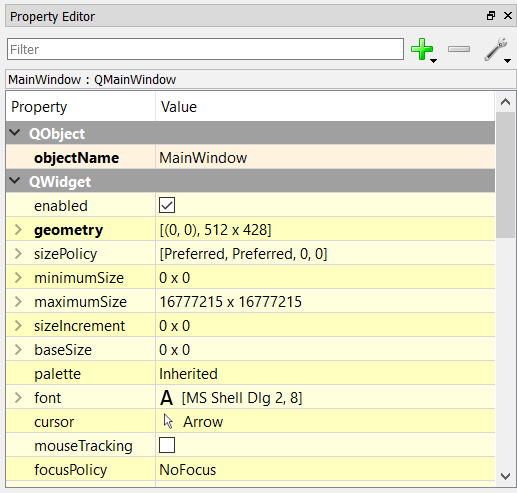 Property Editor
Filter
MainWindow : QMainWindow
Property Value
QObject
objectName MainWindow
QWidget
enabled
geometry [(0, 0), 512 x 428]
sizePolicy [Preferred, Preferred, 0, 0]
minimumSize 0 x 0
maximumSize 16777215 x 16777215
sizeIncrement 0 x 0
baseSize 0 x 0
palette Inherited
font A [MS Shell Dlg 2, 8]
cursor Arrow
mouseTracking
focusPolicy NoFocus